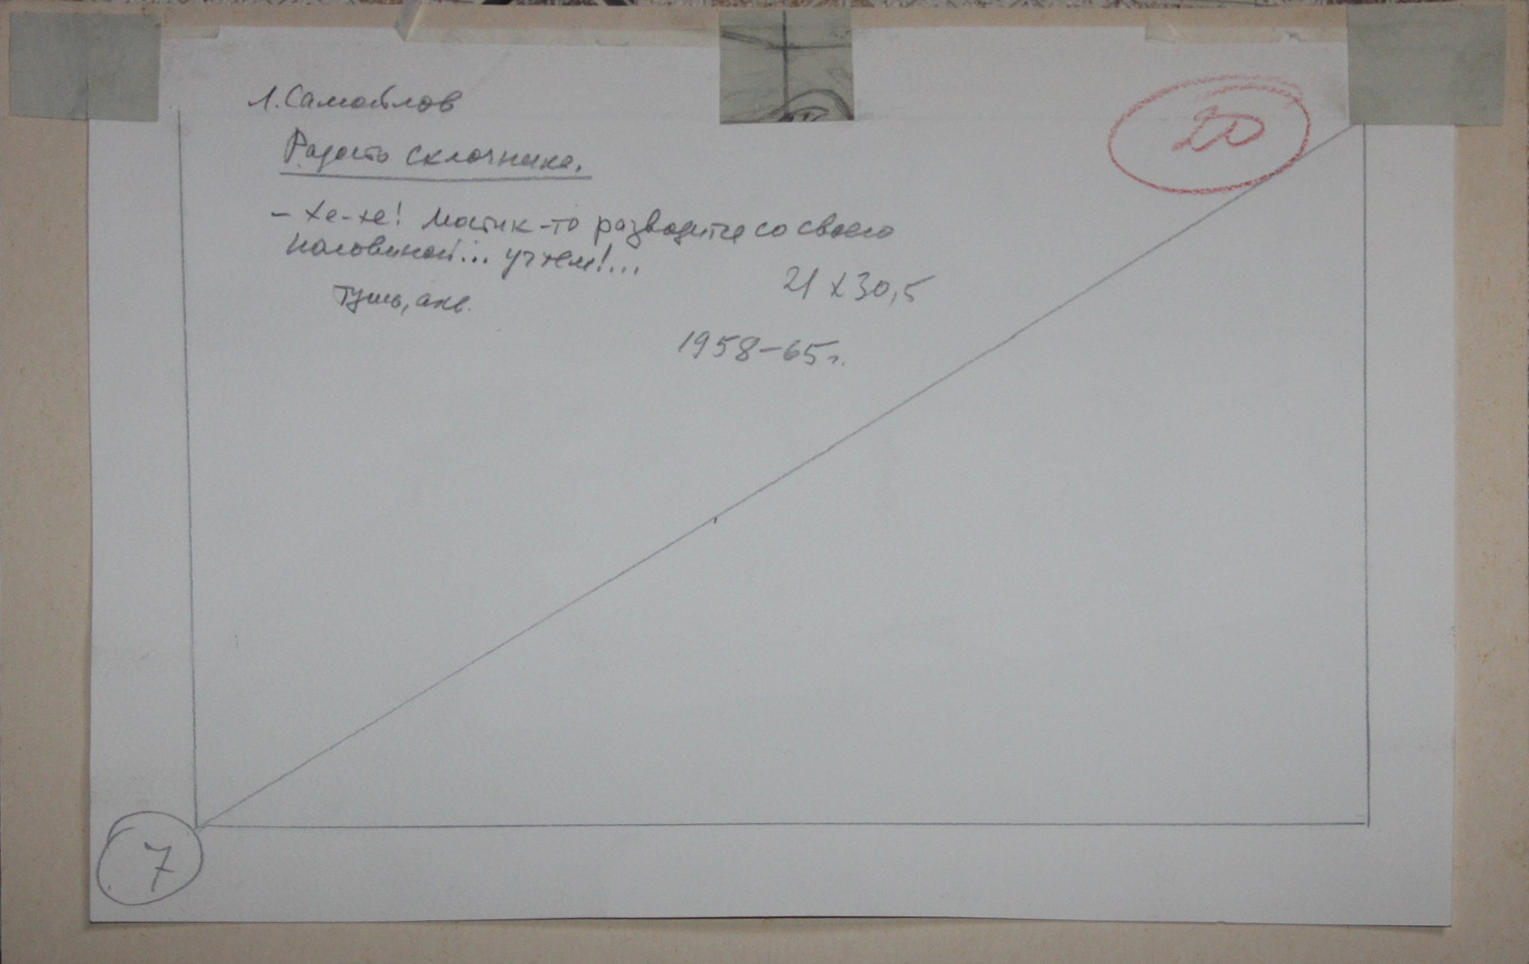 Л. Самойлов
20
Радость склочника.
– Хе-хе! Мостик-то разводится со своею
половиной... учтем!...
21 х 30,5
тушь, акв.
1958–65 г.
7